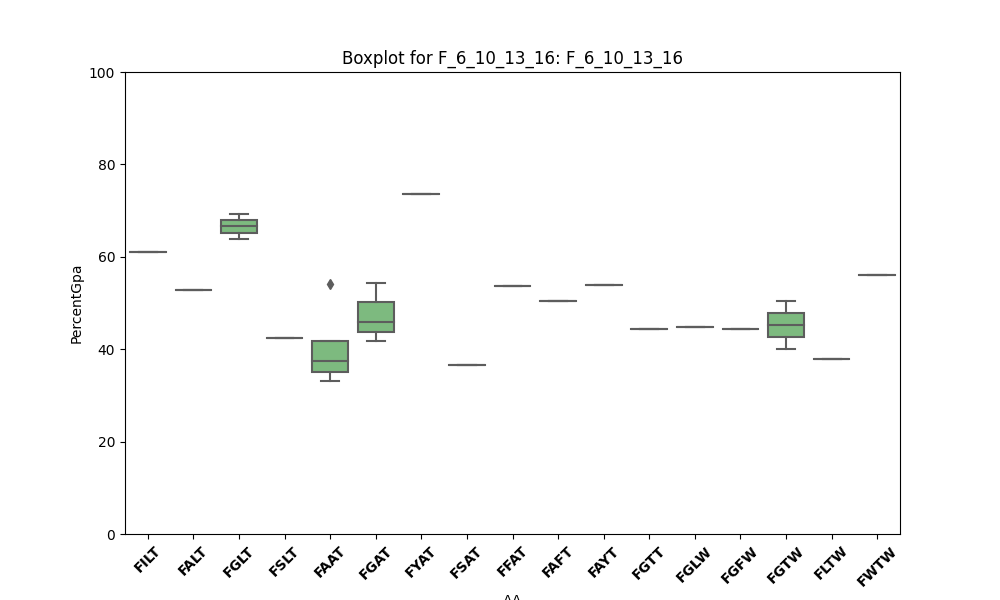 Boxplot for F_6_10_13_16: F_6_10_13_16
100
80
60
40
20
0
PercentGpa
FILT
FALT
FGLT
FSLT
FAAT
FGAT
FYAT
FSAT
FFAT
FAFT
FAYT
FGTT
FGLW
FGFW
FGTW
FLTW
FWTW
AA